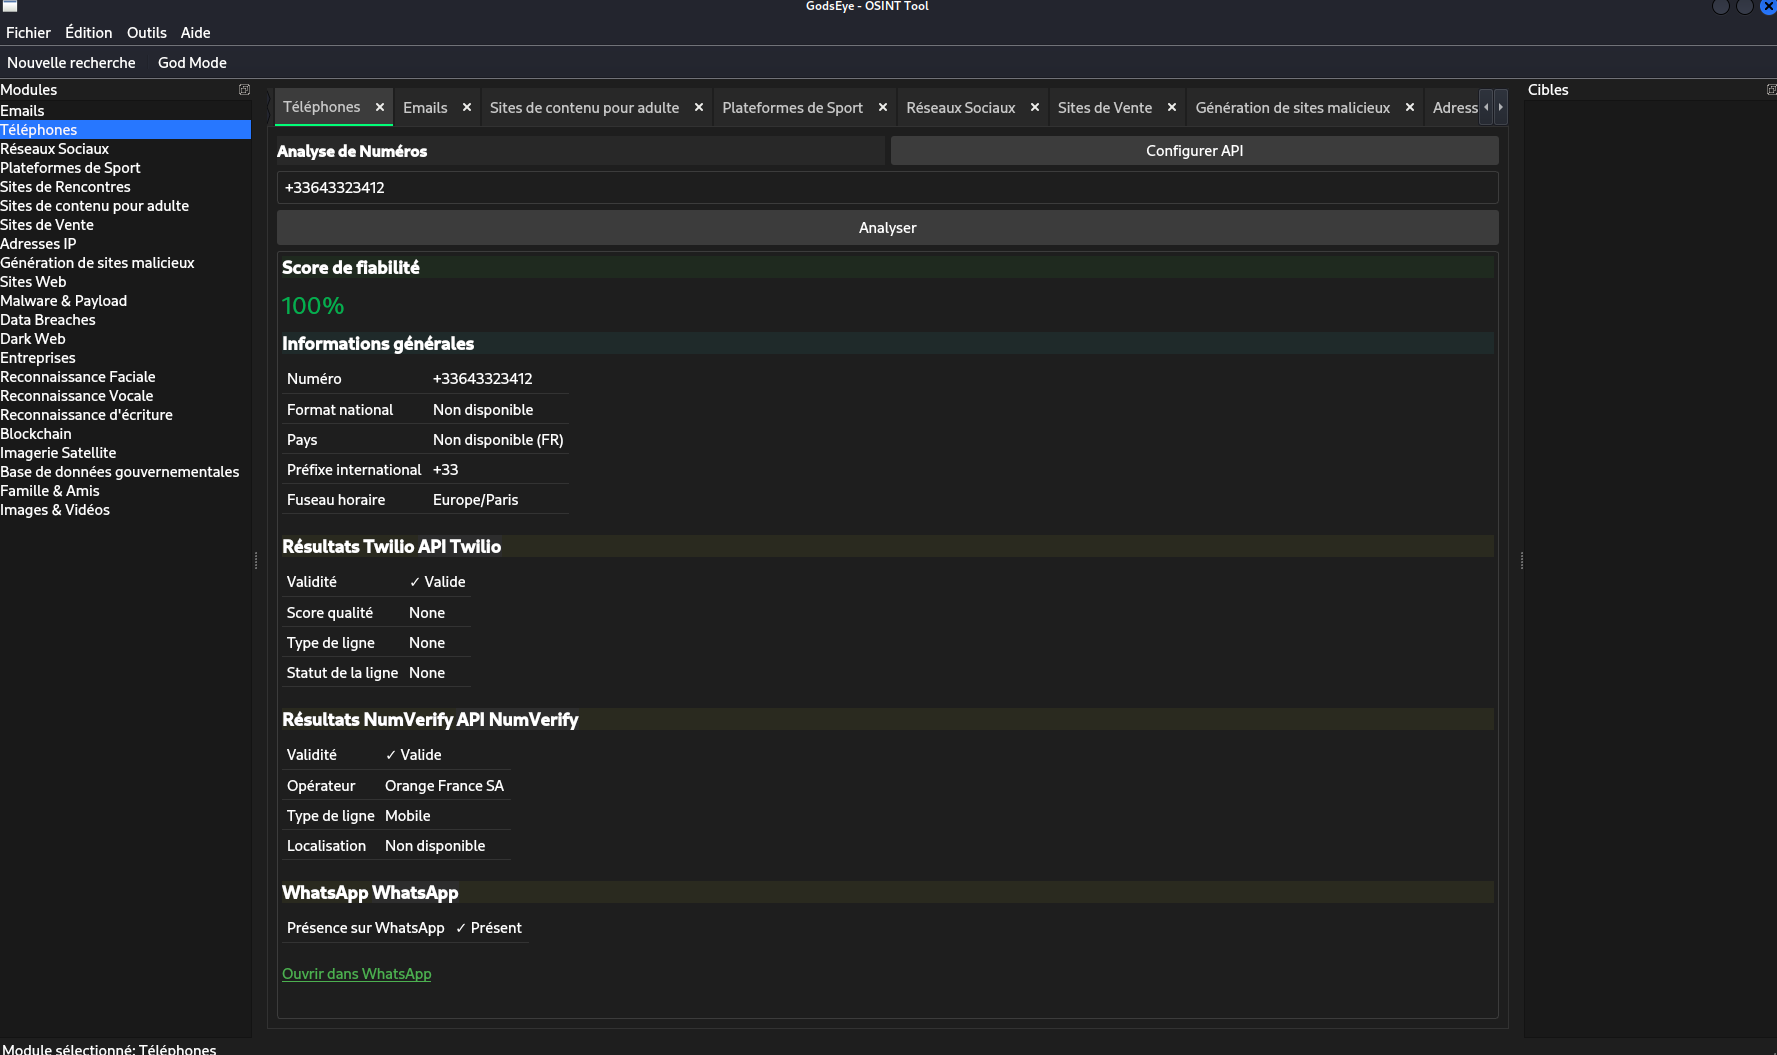 GodsEye - OSINT Tool
Fichier Édition Outils Aide
Nouvelle recherche God Mode
Modules
Emails
Téléphones
Réseaux Sociaux
Plateformes de Sport
Sites de Rencontres
Sites de contenu pour adulte
Sites de Vente
Adresses IP
Génération de sites malicieux
Sites Web
Malware & Payload
Data Breaches
Dark Web
Entreprises
Reconnaissance Faciale
Reconnaissance Vocale
Reconnaissance d'écriture
Blockchain
Imagerie Satellite
Base de données gouvernementales
Famille & Amis
Images & Vidéos
Téléphones × Emails × Sites de contenu pour adulte × Plateformes de Sport × Réseaux Sociaux × Sites de Vente × Génération de sites malicieux × Adress
Analyse de Numéros Configurer API
+33643323412
Analyser
Score de fiabilité
100%
Informations générales
Numéro +33643323412
Format national Non disponible
Pays Non disponible (FR)
Préfixe international +33
Fuseau horaire Europe/Paris
Résultats Twilio API Twilio
Validité ✓ Valide
Score qualité None
Type de ligne None
Statut de la ligne None
Résultats NumVerify API NumVerify
Validité ✓ Valide
Opérateur Orange France SA
Type de ligne Mobile
Localisation Non disponible
WhatsApp WhatsApp
Présence sur WhatsApp ✓ Présent
Ouvrir dans WhatsApp
Cibles
Module sélectionné: Téléphones